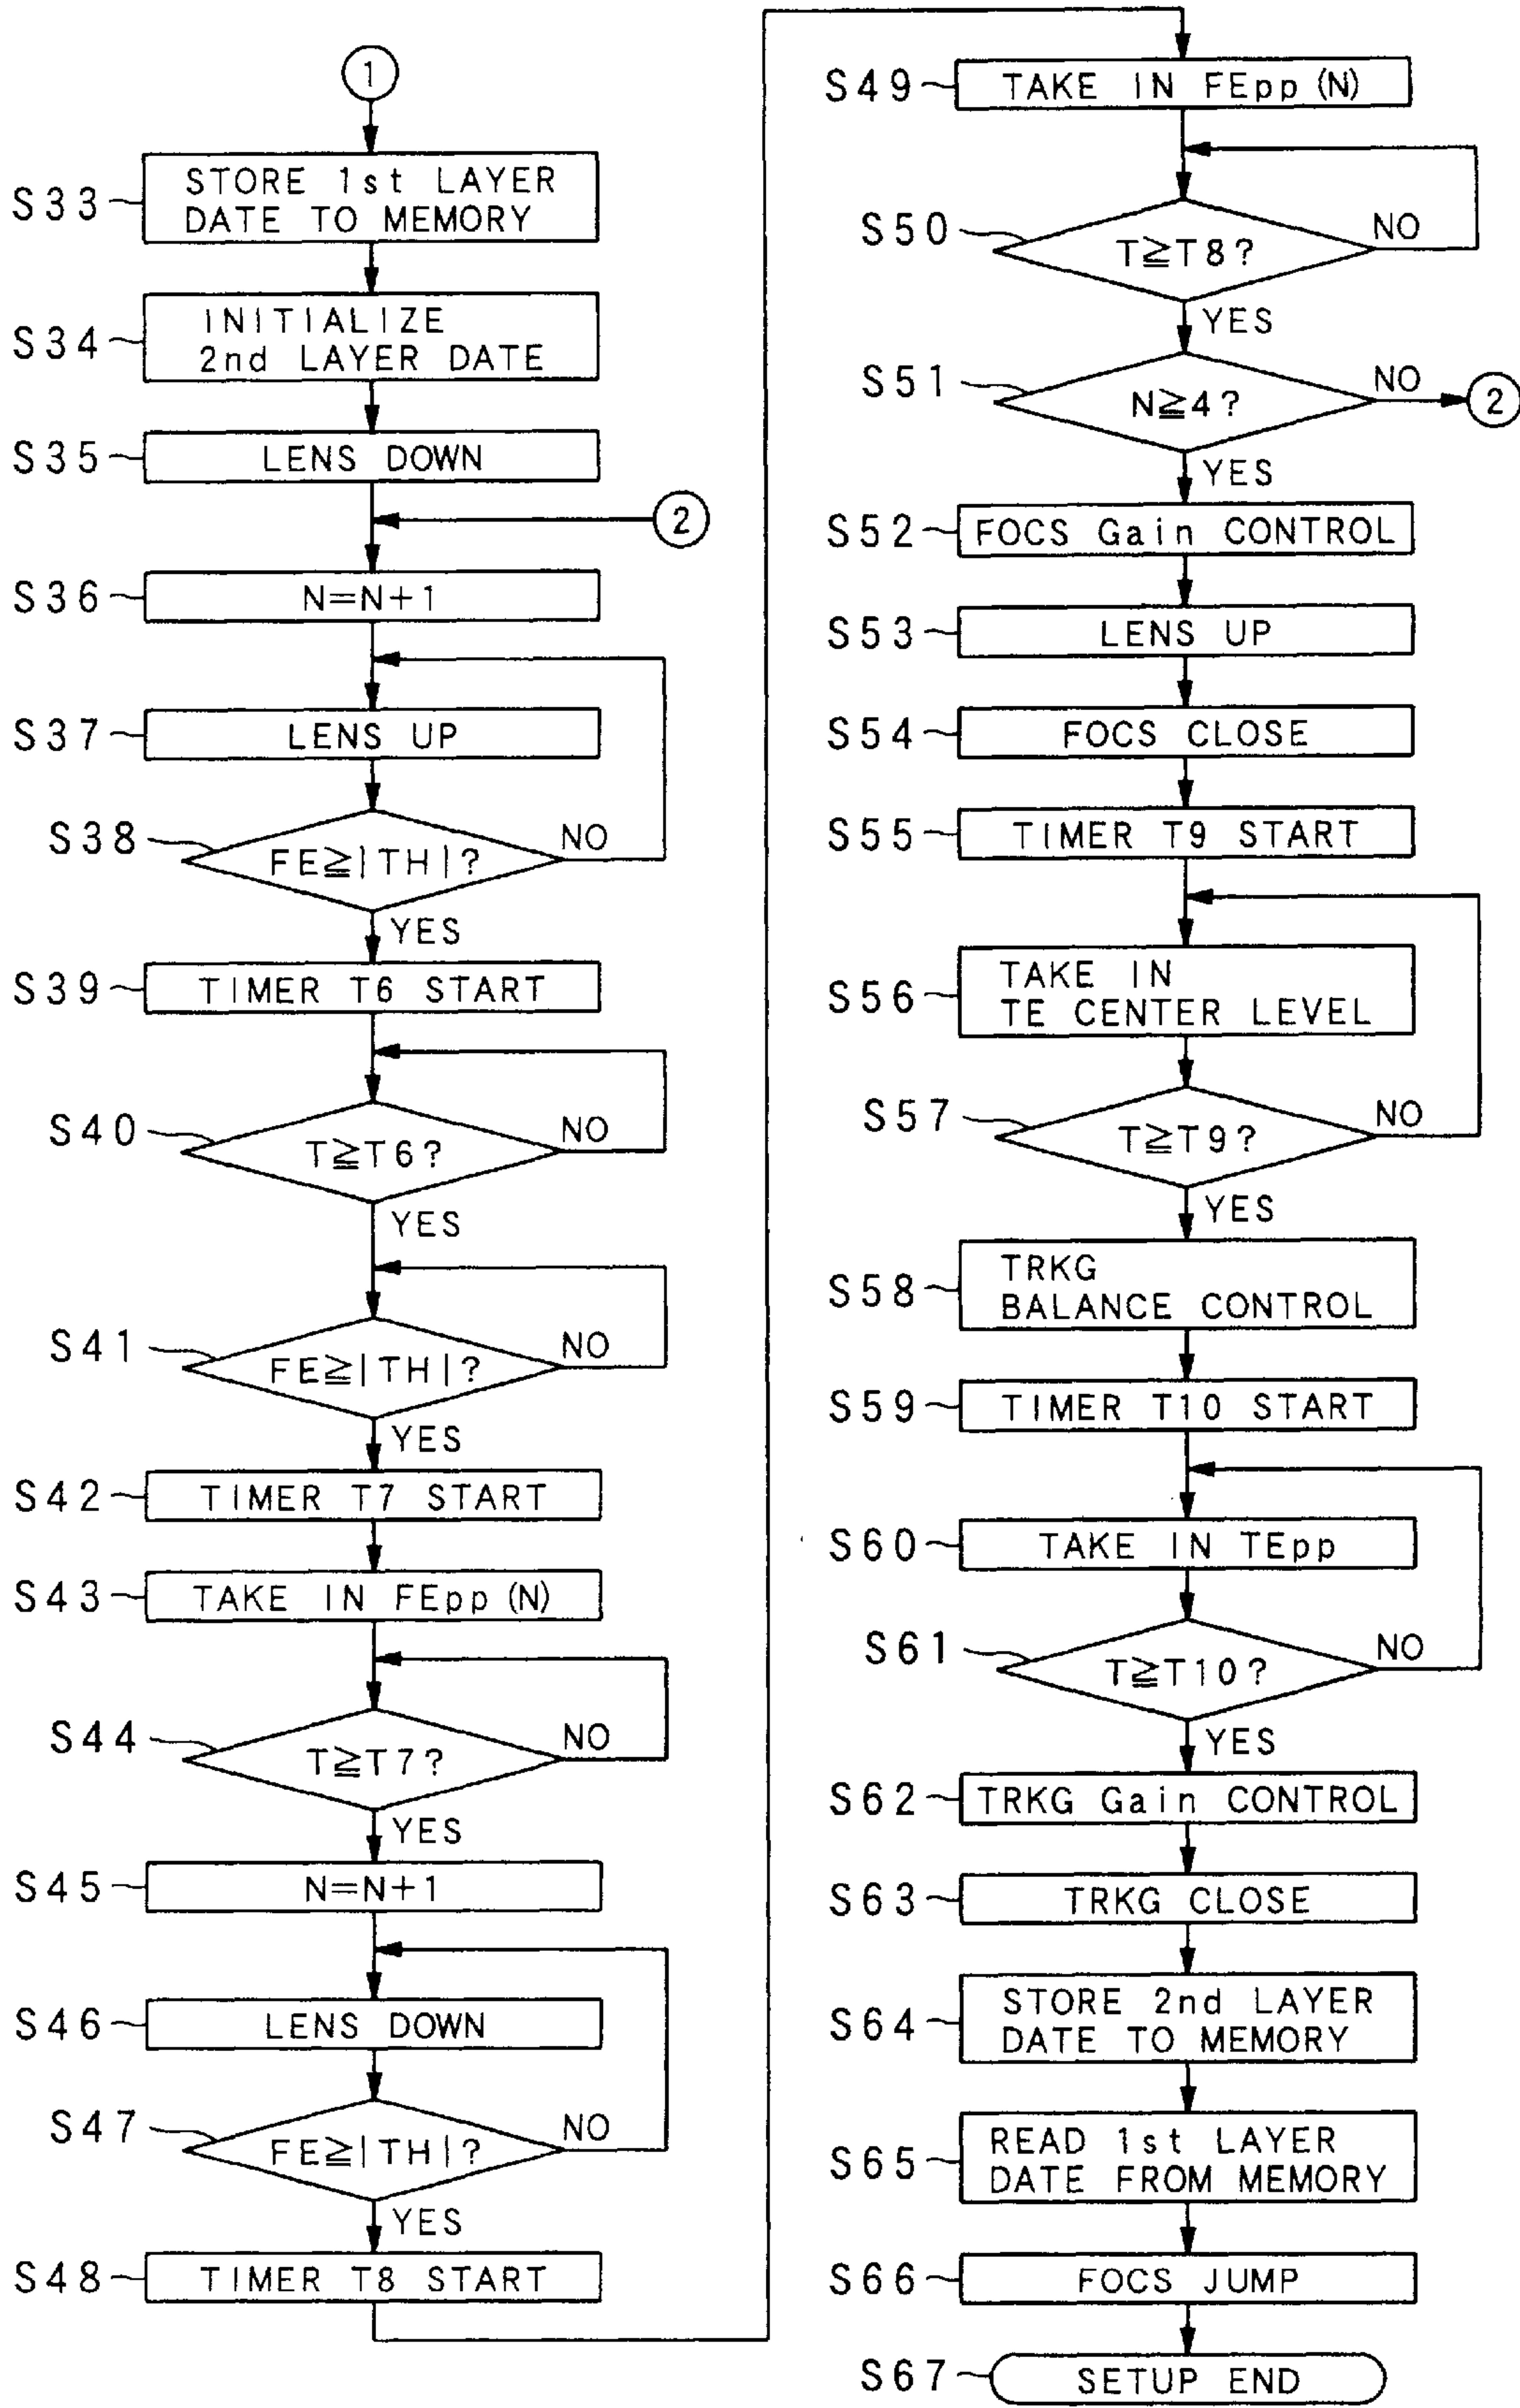 1
S33
STORE 1st LAYER
DATE TO MEMORY
S34
INITIALIZE
2nd LAYER DATE
S35
LENS DOWN
2
S36
N=N+1
S37
LENS UP
S38
FE≧|TH|?
NO
YES
S39
TIMER T6 START
S40
T≧T6?
NO
YES
S41
FE≧|TH|?
NO
YES
S42
TIMER T7 START
S43
TAKE IN FEpp (N)
S44
T≧T7?
NO
YES
S45
N=N+1
S46
LENS DOWN
S47
FE≧|TH|?
NO
YES
S48
TIMER T8 START
S49
TAKE IN FEpp (N)
S50
T≧T8?
NO
YES
S51
N≧4?
NO
2
YES
S52
FOCS Gain CONTROL
S53
LENS UP
S54
FOCS CLOSE
S55
TIMER T9 START
S56
TAKE IN
TE CENTER LEVEL
S57
T≧T9?
NO
YES
S58
TRKG
BALANCE CONTROL
S59
TIMER T10 START
S60
TAKE IN TEpp
S61
T≧T10?
NO
YES
S62
TRKG Gain CONTROL
S63
TRKG CLOSE
S64
STORE 2nd LAYER
DATE TO MEMORY
S65
READ 1st LAYER
DATE FROM MEMORY
S66
FOCS JUMP
S67
SETUP END